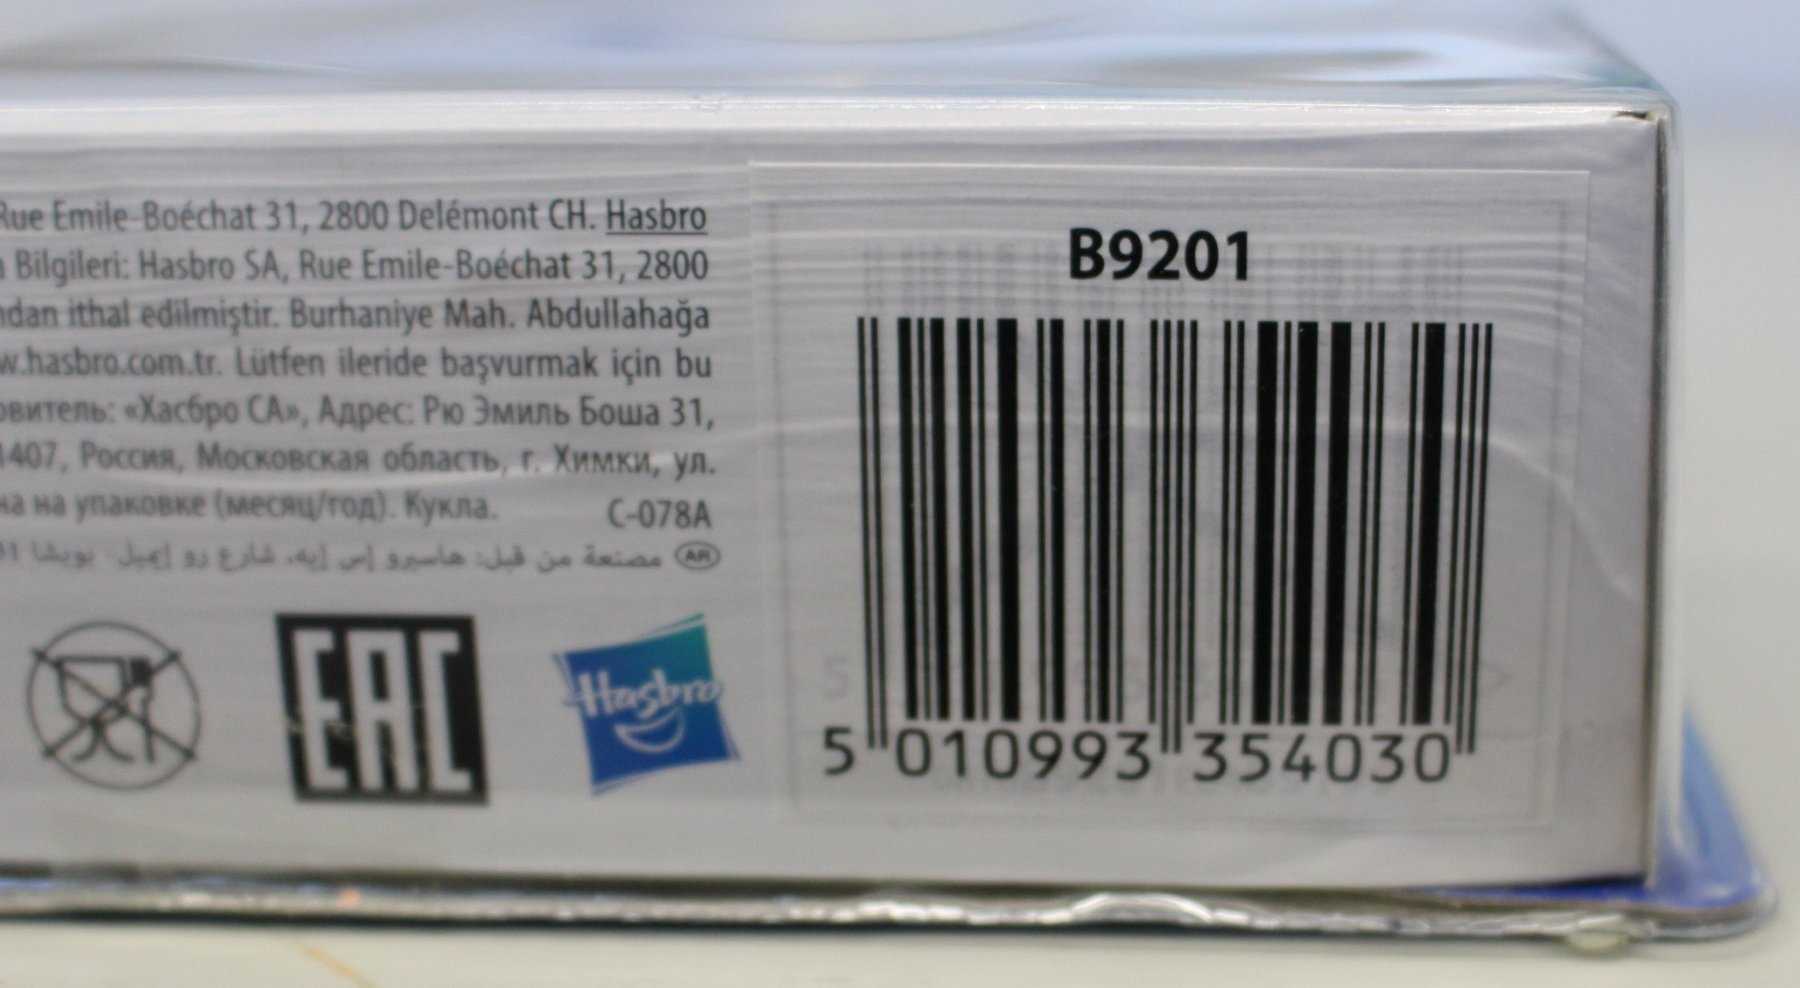 Rue Emile-Boéchat 31, 2800 Delémont CH. Hasbro
Bilgileri: Hasbro SA, Rue Emile-Boéchat 31, 2800
ndan ithal edilmiştir. Burhaniye Mah. Abdullahağa
w.hasbro.com.tr. Lütfen ileride başvurmak için bu
овитель: «Хасбро СА», Адрес: Рю Эмиль Боша 31,
1407, Россия, Московская область, г. Химки, ул.
на на упаковке (месяц/год). Кукла. C-078A
AR مصنعة من قبل: هاسبرو إس إيه، شارع رو إميل- بويشا
EAC
Hasbro
B9201
5 010993 354030